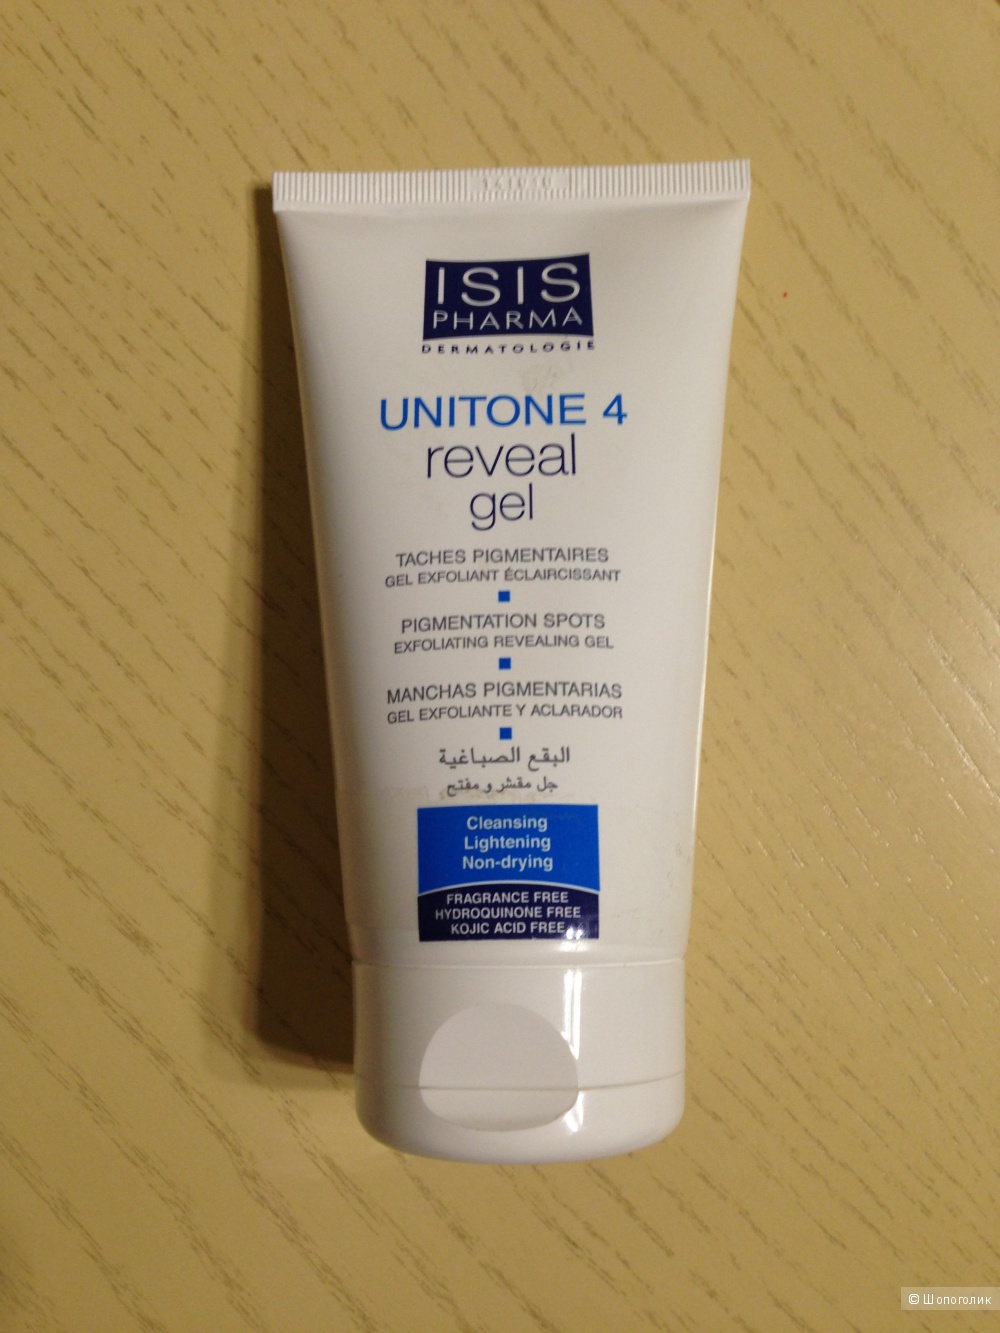 ISIS
PHARMA
DERMATOLOGIE
UNITONE 4
reveal
gel
TACHES PIGMENTAIRES
GEL EXFOLIANT ÉCLAIRCISSANT
PIGMENTATION SPOTS
EXFOLIATING REVEALING GEL
MANCHAS PIGMENTARIAS
GEL EXFOLIANTE Y ACLARADOR
البقع الصباغية
جل مقشر و مفتح
Cleansing
Lightening
Non-drying
FRAGRANCE FREE
HYDROQUINONE FREE
KOJIC ACID FREE
© Шопоголик